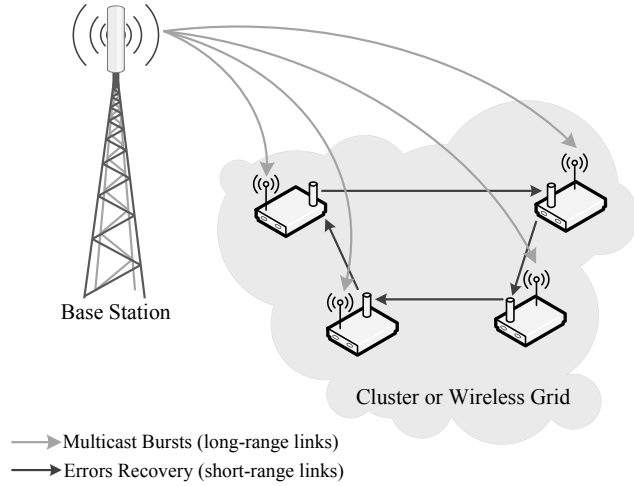 Base Station
Cluster or Wireless Grid
Multicast Bursts (long-range links)
Errors Recovery (short-range links)